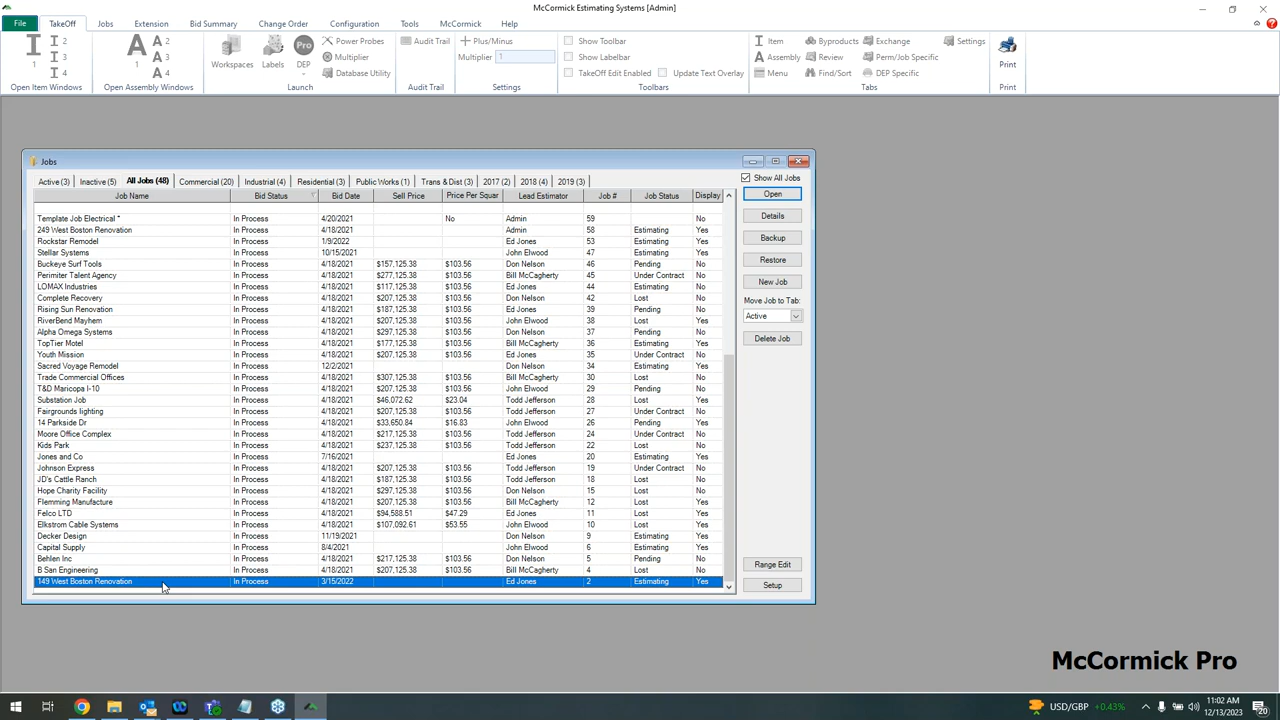 McCormick Estimating Systems [Admin]
File TakeOff Jobs Extension Bid Summary Change Order Configuration Tools McCormick Help
1 2 3 4 Open Item Windows
1 A 2 A 3 A 4 Open Assembly Windows
Workspaces Labels DEP Power Probes Multiplier Database Utility Launch
Audit Trail Audit Trail
Plus/Minus Multiplier 1 Settings
Show Toolbar Show Labelbar TakeOff Edit Enabled Update Text Overlay Toolbars
Item Assembly Menu Byproducts Review Find/Sort Exchange Perm/Job Specific DEP Specific Settings Tabs
Print Print
Jobs
Active (3) Inactive (5) All Jobs (48) Commercial (20) Industrial (4) Residential (3) Public Works (1) Trans & Dist (3) 2017 (2) 2018 (4) 2019 (3) Show All Jobs
Job Name Bid Status Bid Date Sell Price Price Per Squar Lead Estimator Job # Job Status Display
Template Job Electrical * In Process 4/20/2021 No Admin 59 No
249 West Boston Renovation In Process 4/18/2021 Admin 58 Estimating Yes
Rockstar Remodel In Process 1/9/2022 Ed Jones 53 Estimating Yes
Stellar Systems In Process 10/15/2021 John Elwood 47 Estimating Yes
Buckeye Surf Tools In Process 4/18/2021 $157,125.38 $103.56 Don Nelson 46 Pending No
Perimiter Talent Agency In Process 4/18/2021 $277,125.38 $103.56 Bill McCagherty 45 Under Contract No
LOMAX Industries In Process 4/18/2021 $117,125.38 $103.56 Ed Jones 44 Estimating No
Complete Recovery In Process 4/18/2021 $207,125.38 $103.56 Don Nelson 42 Lost No
Rising Sun Renovation In Process 4/18/2021 $187,125.38 $103.56 Ed Jones 39 Pending No
RiverBend Mayhem In Process 4/18/2021 $207,125.38 $103.56 Bill McCagherty 38 Lost Yes
Alpha Omega Systems In Process 4/18/2021 $297,125.38 $103.56 Don Nelson 37 Pending No
TopTier Motel In Process 4/18/2021 $177,125.38 $103.56 Bill McCagherty 36 Estimating Yes
Youth Mission In Process 4/18/2021 $207,125.38 $103.56 Ed Jones 35 Under Contract No
Sacred Voyage Remodel In Process 12/2/2021 Don Nelson 34 Estimating Yes
Trade Commercial Offices In Process 4/18/2021 $307,125.38 $103.56 Bill McCagherty 30 Lost No
T&D Maricopa I-10 In Process 4/18/2021 $207,125.38 $103.56 John Elwood 29 Pending No
Substation Job In Process 4/18/2021 $46,072.62 $23.04 Todd Jefferson 28 Lost Yes
Fairgrounds lighting In Process 4/18/2021 $207,125.38 $103.56 Todd Jefferson 27 Under Contract No
14 Parkside Dr In Process 4/18/2021 $33,650.84 $16.83 John Elwood 26 Pending Yes
Moore Office Complex In Process 4/18/2021 $217,125.38 $103.56 Todd Jefferson 24 Under Contract No
Kids Park In Process 4/18/2021 $237,125.38 $103.56 Todd Jefferson 22 Lost No
Jones and Co In Process 7/16/2021 Ed Jones 20 Estimating Yes
Johnson Express In Process 4/18/2021 $207,125.38 $103.56 Todd Jefferson 19 Under Contract No
JD's Cattle Ranch In Process 4/18/2021 $187,125.38 $103.56 Todd Jefferson 18 Lost No
Hope Charity Facility In Process 4/18/2021 $297,125.38 $103.56 Don Nelson 15 Lost No
Flemming Manufacture In Process 4/18/2021 $207,125.38 $103.56 Bill McCagherty 12 Lost Yes
Felco LTD In Process 4/18/2021 $94,588.51 $47.29 Ed Jones 11 Lost Yes
Elkstrom Cable Systems In Process 4/18/2021 $107,092.61 $53.55 John Elwood 10 Lost Yes
Decker Design In Process 11/19/2021 Don Nelson 9 Estimating Yes
Capital Supply In Process 8/4/2021 John Elwood 6 Estimating Yes
Behlen Inc In Process 4/18/2021 $217,125.38 $103.56 Don Nelson 5 Pending No
B San Engineering In Process 4/18/2021 $207,125.38 $103.56 Bill McCagherty 4 Lost No
149 West Boston Renovation In Process 3/15/2022 Ed Jones 2 Estimating Yes
Open
Details
Backup
Restore
New Job
Move Job to Tab:
Active
Delete Job
Range Edit
Setup
McCormick Pro
USD/GBP +0.43% 11:02 AM
12/13/2023 20